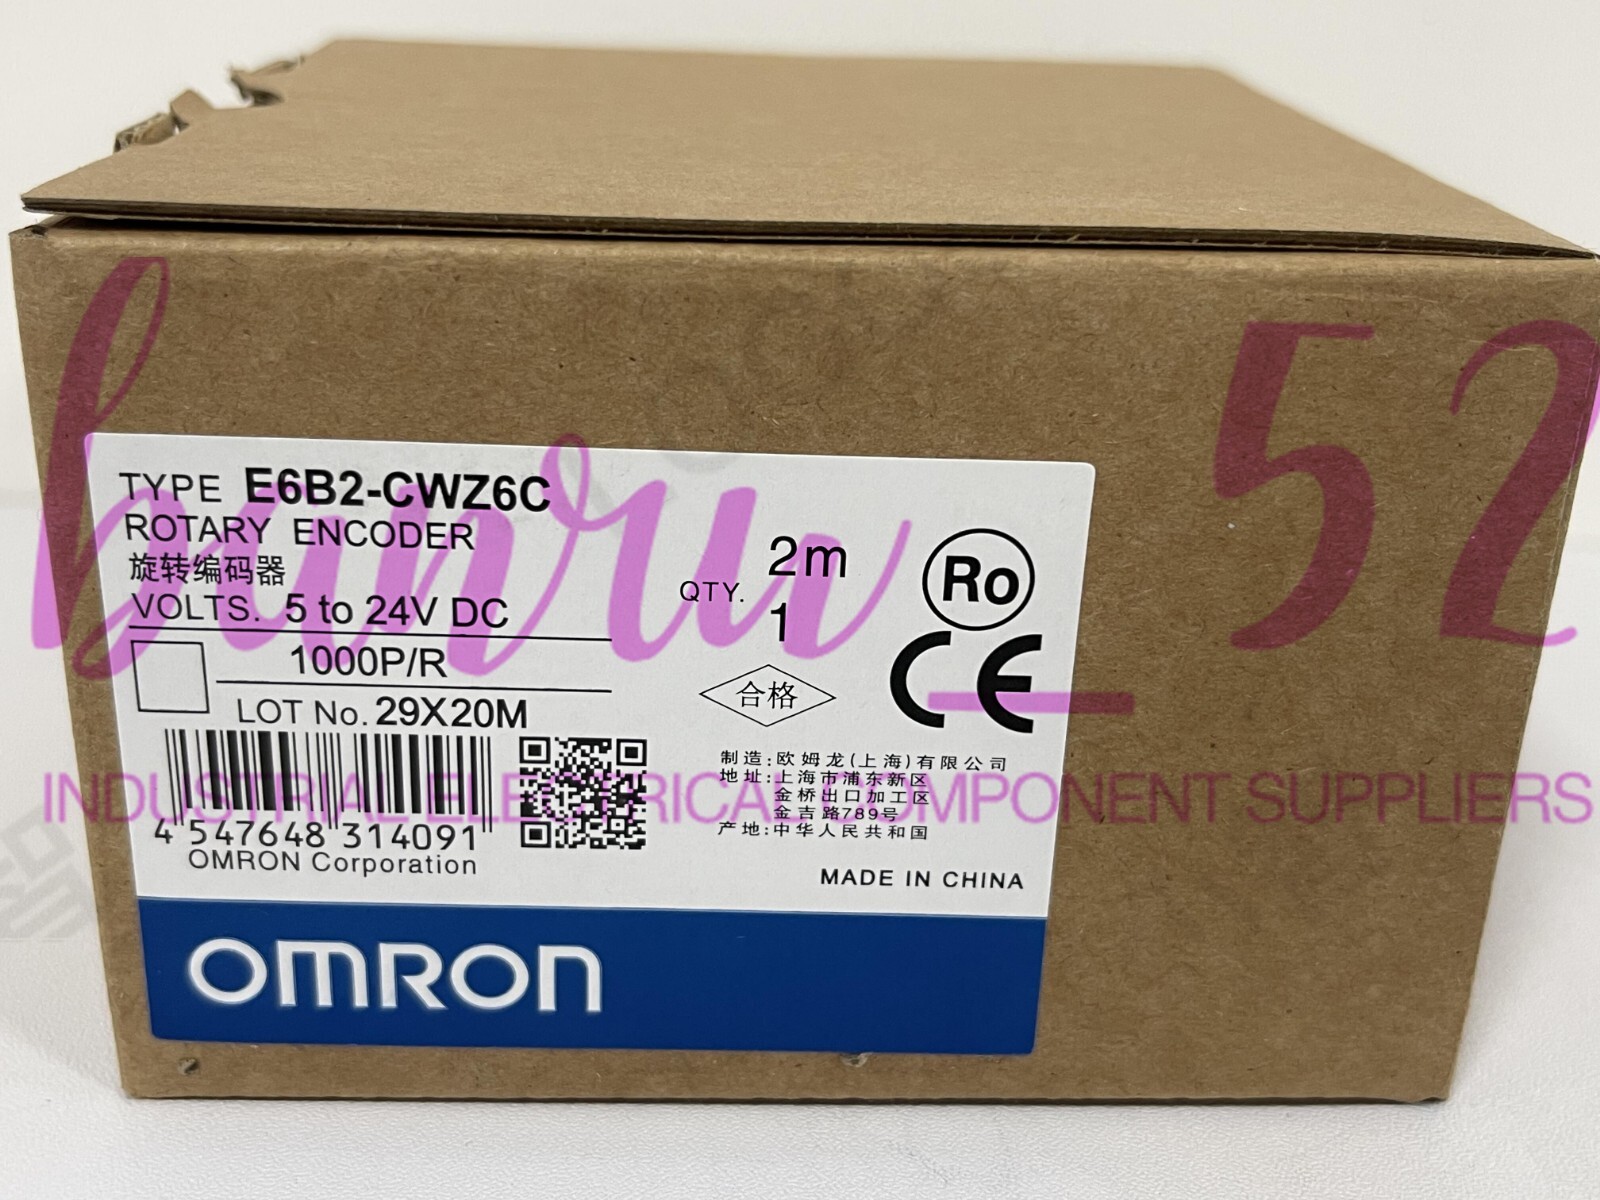 TYPE E6B2-CWZ6C
ROTARY ENCODER
旋转编码器
VOLTS. 5 to 24V DC
1000P/R
LOT No. 29X20M
4 547648 314091
OMRON Corporation
2m
QTY. 1
Ro
CE
合格
制造:欧姆龙(上海)有限公司
地址:上海市浦东新区
金桥出口加工区
金吉路789号
产地:中华人民共和国
MADE IN CHINA
OMRON
banru_52
INDUSTRIAL ELECTRICAL COMPONENT SUPPLIERS